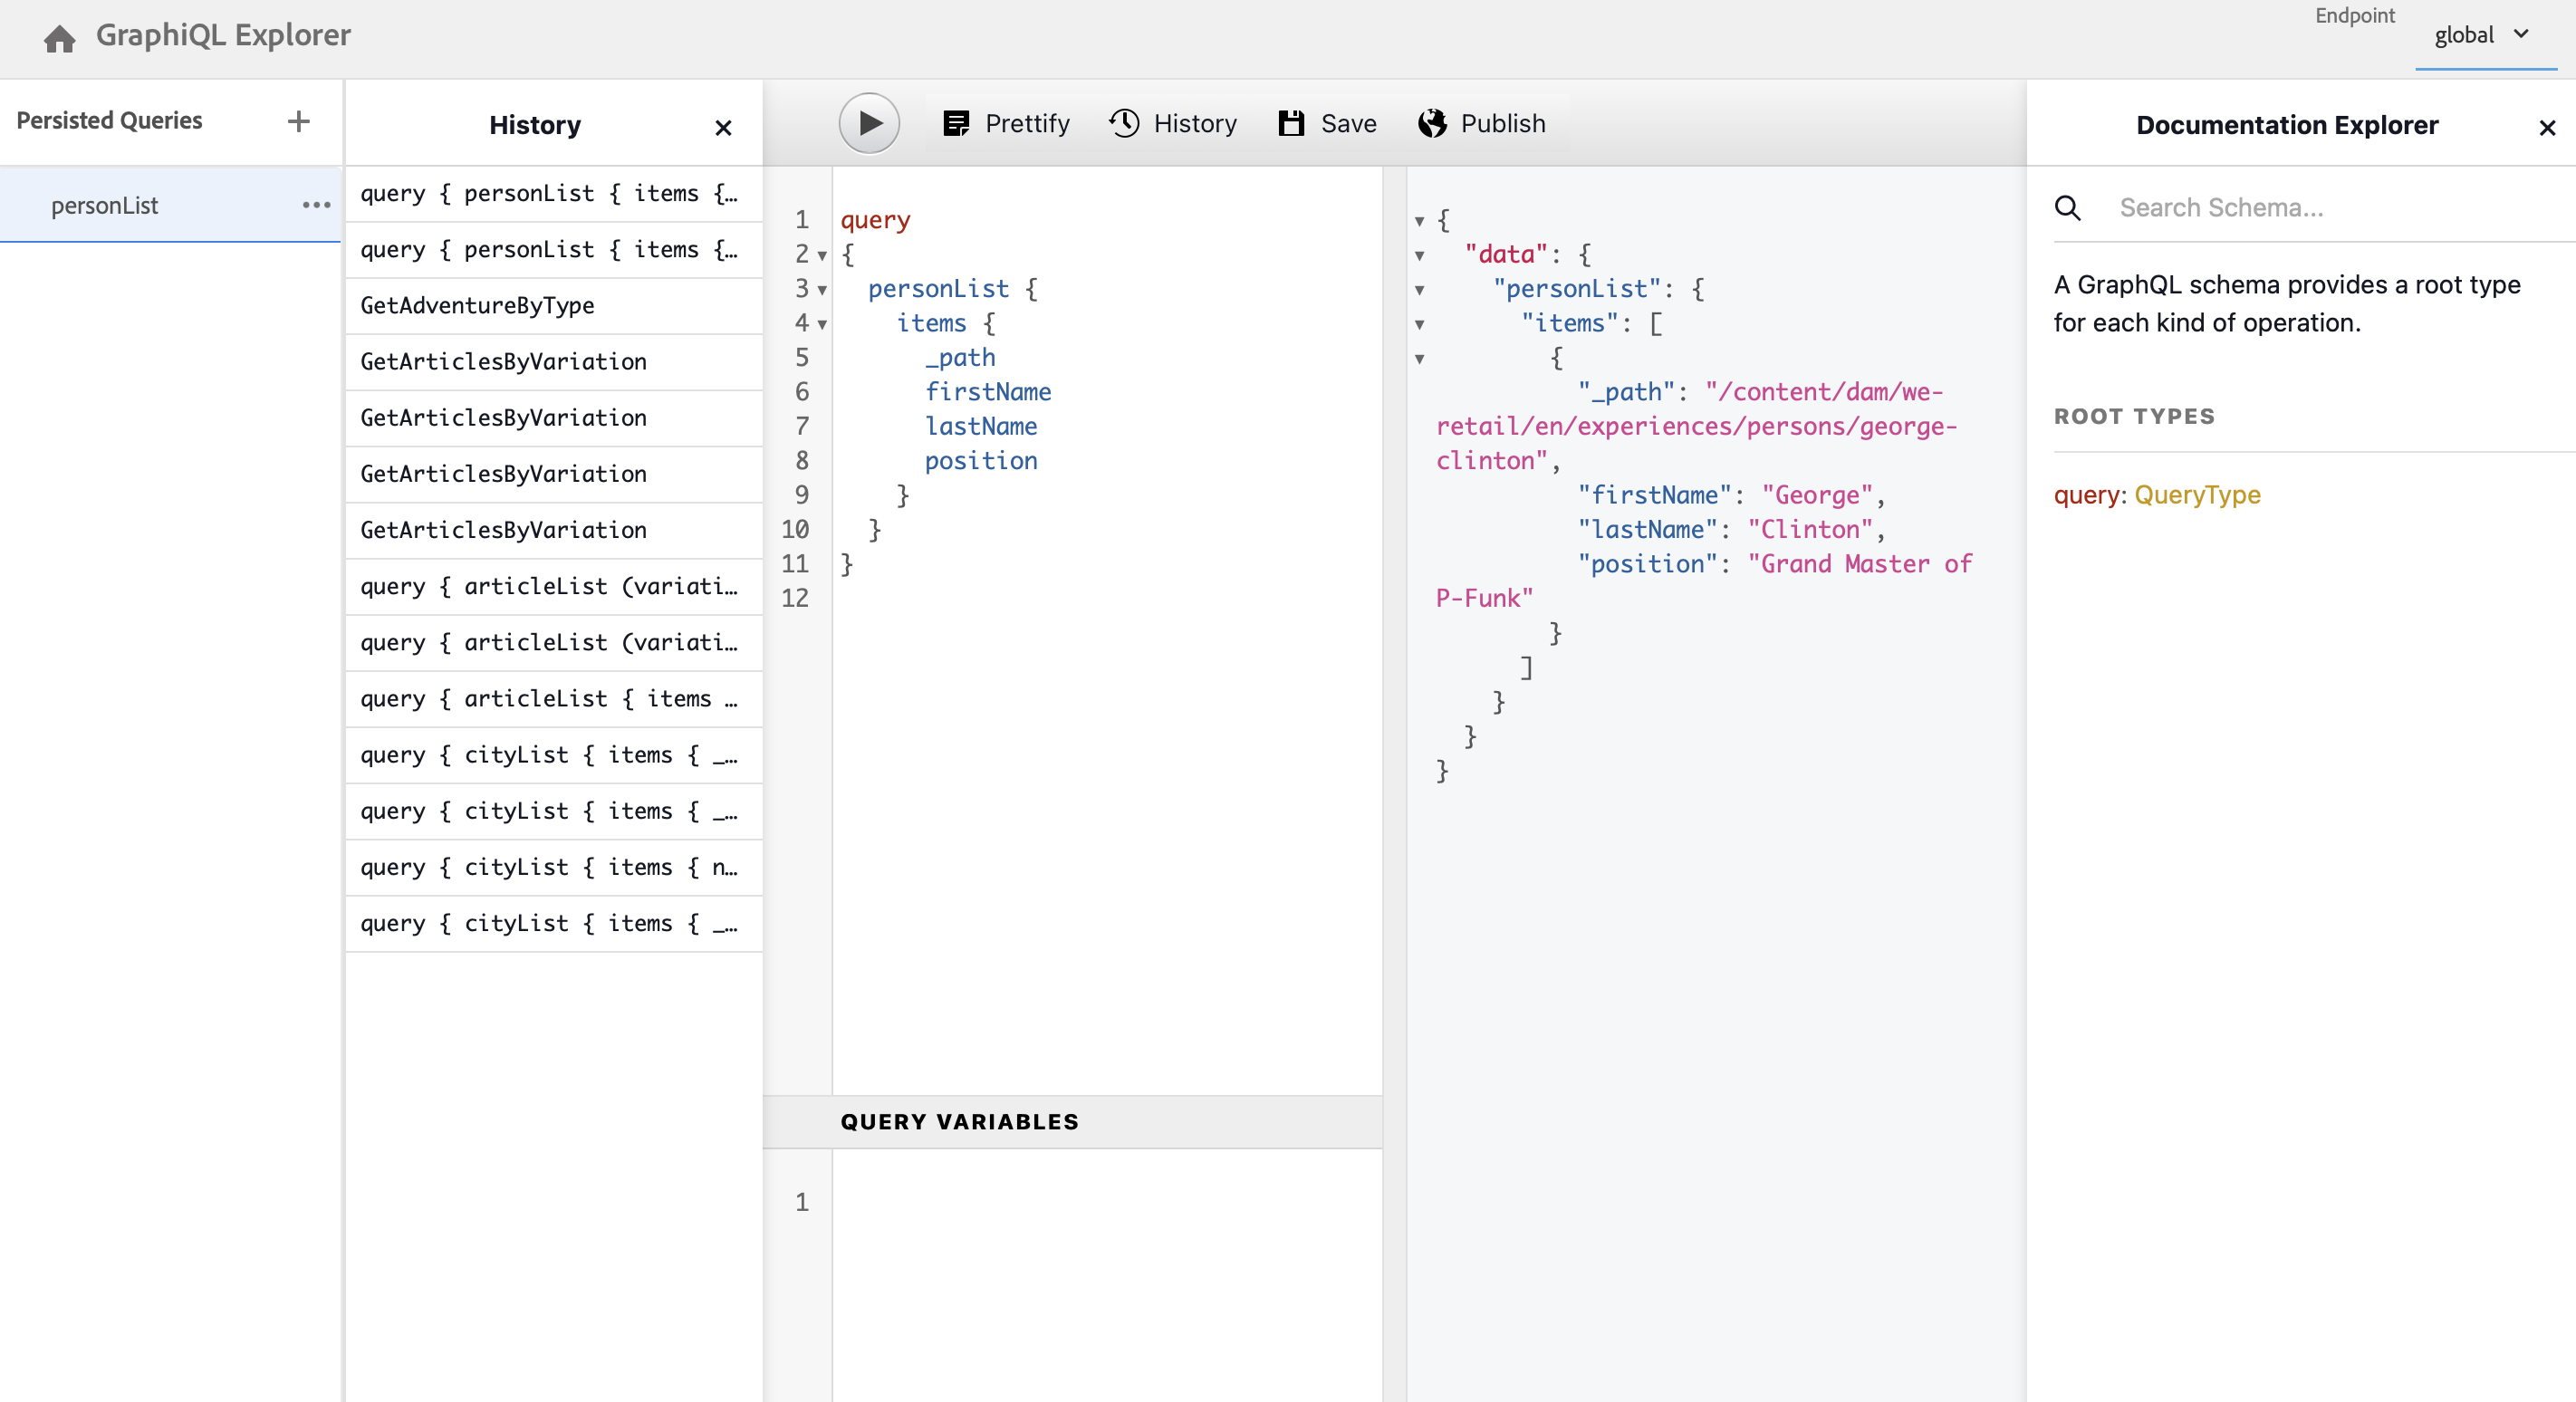 GraphiQL Explorer
Endpoint
global
Persisted Queries
personList
History
query { personList { items {…
query { personList { items {…
GetAdventureByType
GetArticlesByVariation
GetArticlesByVariation
GetArticlesByVariation
GetArticlesByVariation
query { articleList (variati…
query { articleList (variati…
query { articleList { items …
query { cityList { items { _…
query { cityList { items { _…
query { cityList { items { n…
query { cityList { items { _…
Prettify History Save Publish
1 query
2 {
3 personList {
4 items {
5 _path
6 firstName
7 lastName
8 position
9 }
10 }
11 }
12
QUERY VARIABLES
1
{
"data": {
"personList": {
"items": [
{
"_path": "/content/dam/we-
retail/en/experiences/persons/george-
clinton",
"firstName": "George",
"lastName": "Clinton",
"position": "Grand Master of
P-Funk"
}
]
}
}
}
Documentation Explorer
Search Schema...
A GraphQL schema provides a root type
for each kind of operation.
ROOT TYPES
query: QueryType